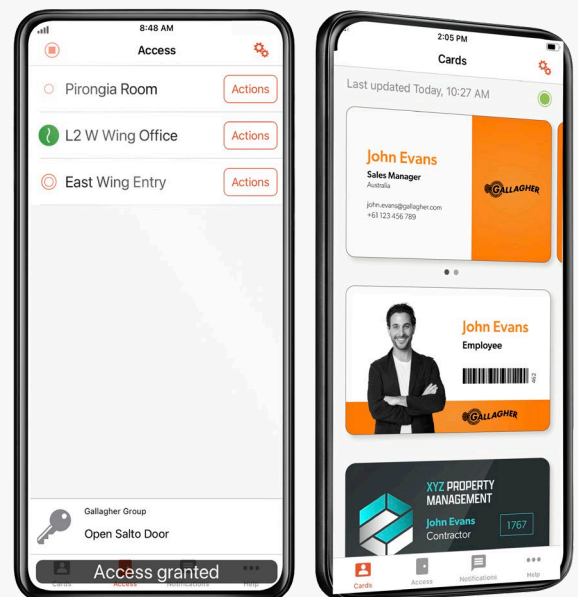 8:48 AM
Access
Pirongia Room
Actions
L2 W Wing Office
Actions
East Wing Entry
Actions
Gallagher Group
Open Salto Door
Access granted
Cards
Access
Notifications
Help
2:05 PM
Cards
Last updated Today, 10:27 AM
John Evans
Sales Manager
Australia
john.evans@gallagher.com
+61 123 456 789
GALLAGHER
John Evans
Employee
462
GALLAGHER
XYZ PROPERTY
MANAGEMENT
John Evans
Contractor
1767
Cards
Access
Notifications
Help